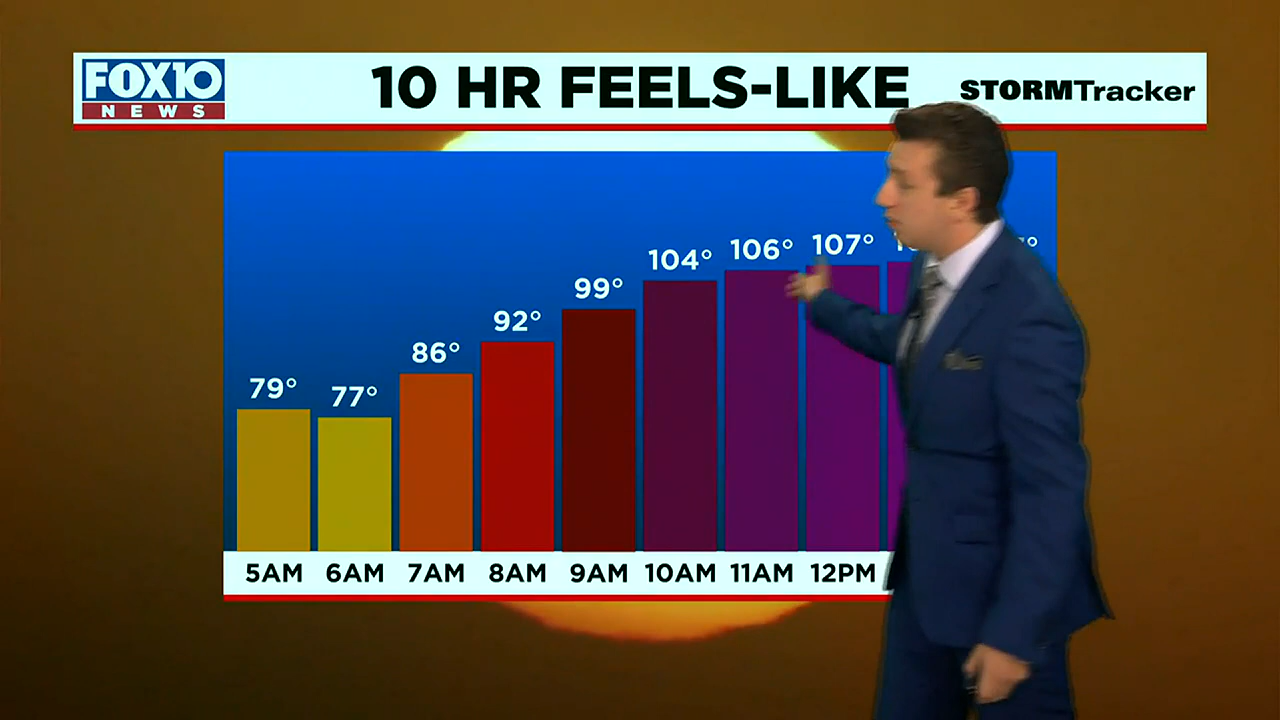 FOX10
NEWS
10 HR FEELS-LIKE
STORMTracker
79° 77° 86° 92° 99° 104° 106° 107°
5AM 6AM 7AM 8AM 9AM 10AM 11AM 12PM